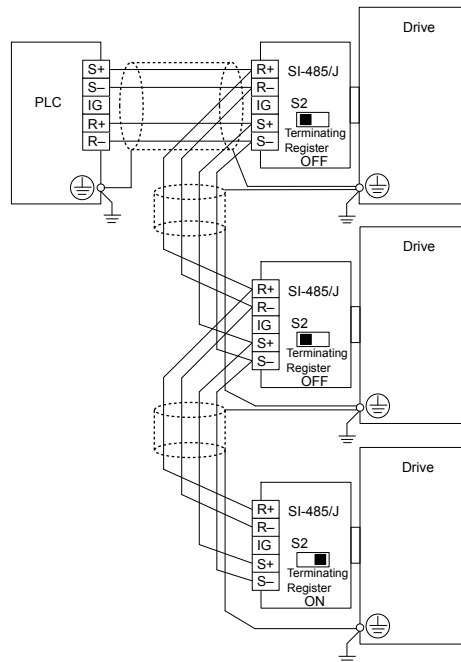 Drive
PLC
S+
S–
IG
R+
R–
R+
R–
IG
S+
S–
SI-485/J
S2
Terminating
Register
OFF
Drive
R+
R–
IG
S+
S–
SI-485/J
S2
Terminating
Register
OFF
Drive
R+
R–
IG
S+
S–
SI-485/J
S2
Terminating
Register
ON